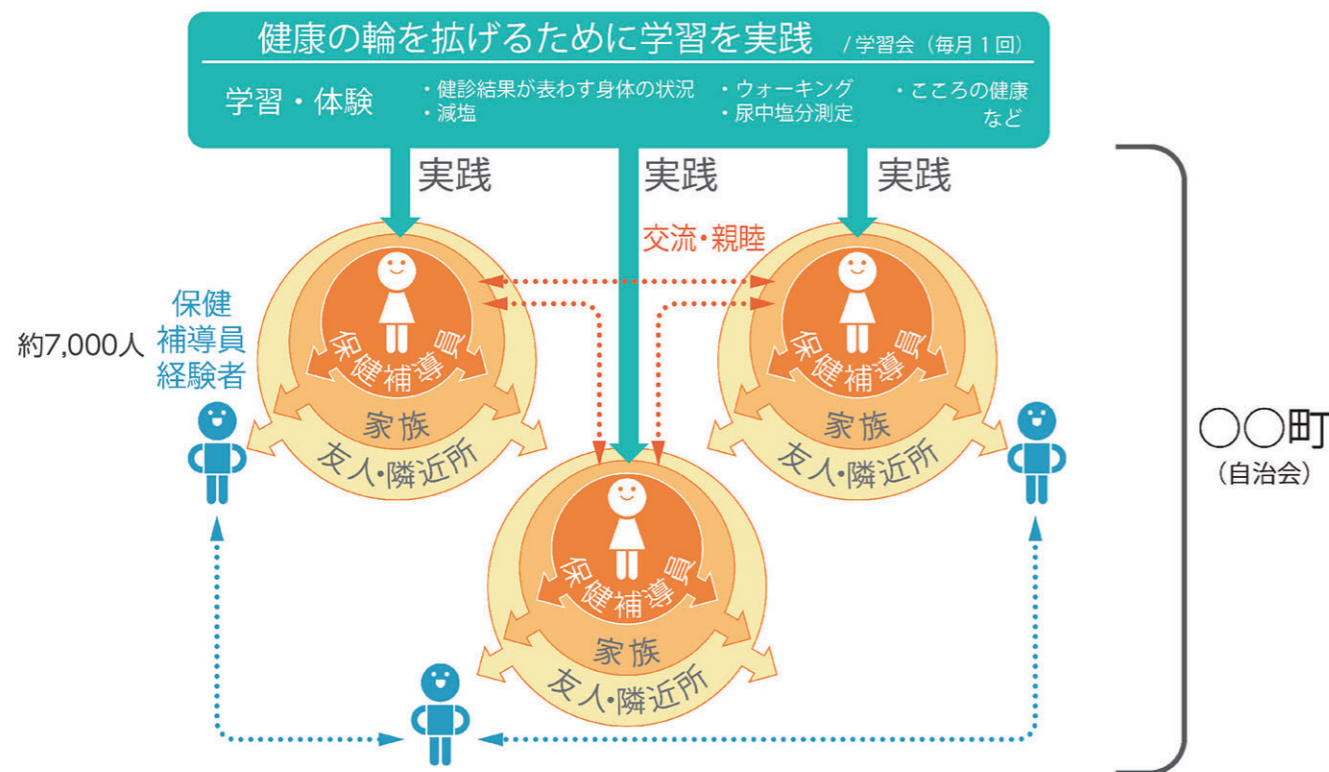 健康の輪を拡げるために学習を実践 /学習会（毎月1回）
学習・体験
・健診結果が表わす身体の状況
・減塩
・ウォーキング
・尿中塩分測定
・こころの健康
など
実践
実践
実践
交流・親睦
約7,000人
保健
補導員
経験者
保健補導員
家族
友人・隣近所
保健補導員
家族
友人・隣近所
保健補導員
家族
友人・隣近所
○○町
（自治会）